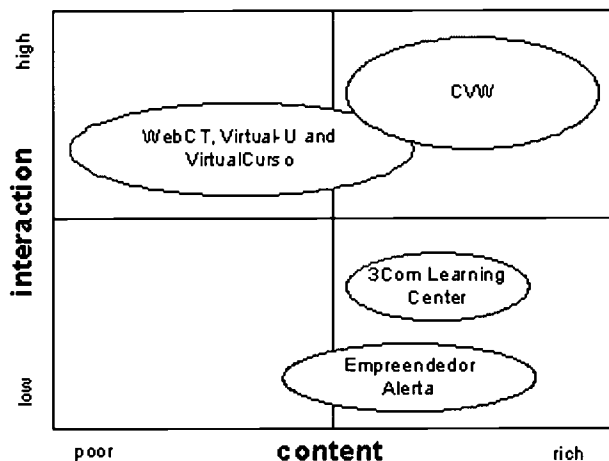 high
CVW
WebCT, Virtual-U and
VirtualCurso
interaction
3Com Learning
Center
Empreendedor
Alerta
low
poor
content
rich